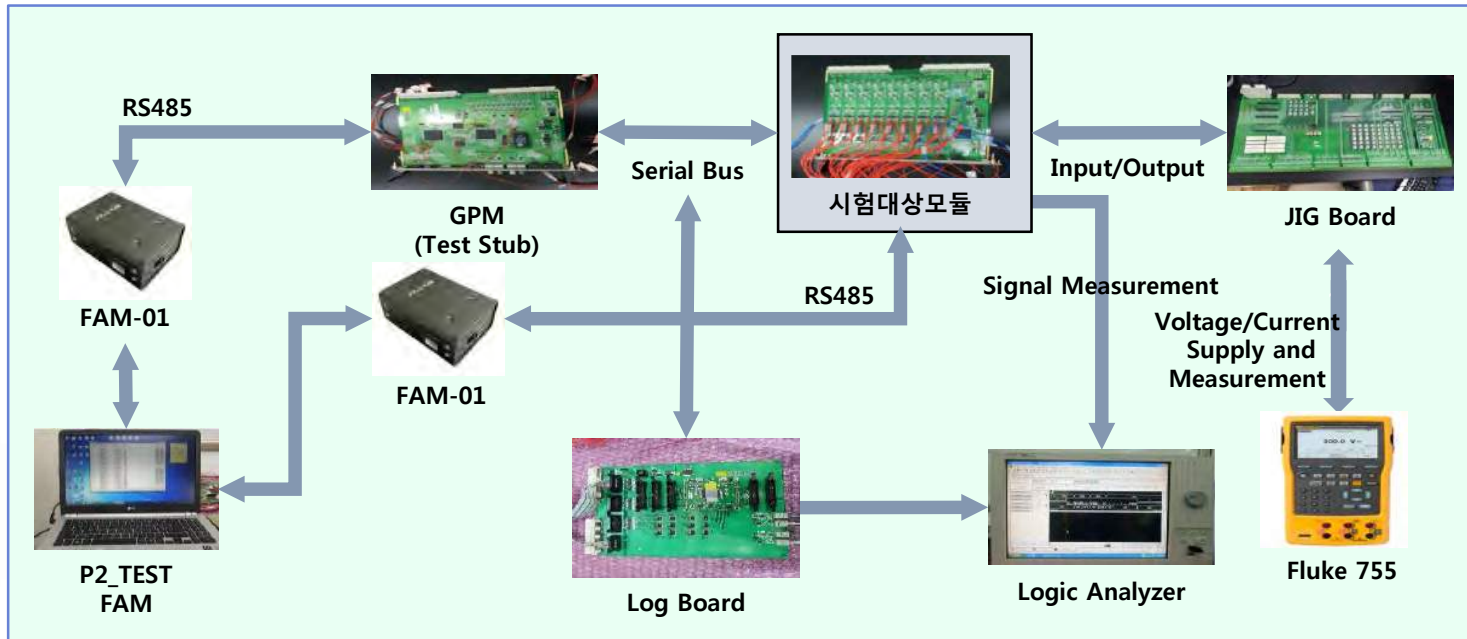 RS485
Serial Bus
시험대상모듈
Input/Output
GPM
(Test Stub)
JIG Board
FAM-01
RS485
Signal Measurement
Voltage/Current
Supply and
Measurement
FAM-01
P2_TEST
FAM
Log Board
Logic Analyzer
Fluke 755